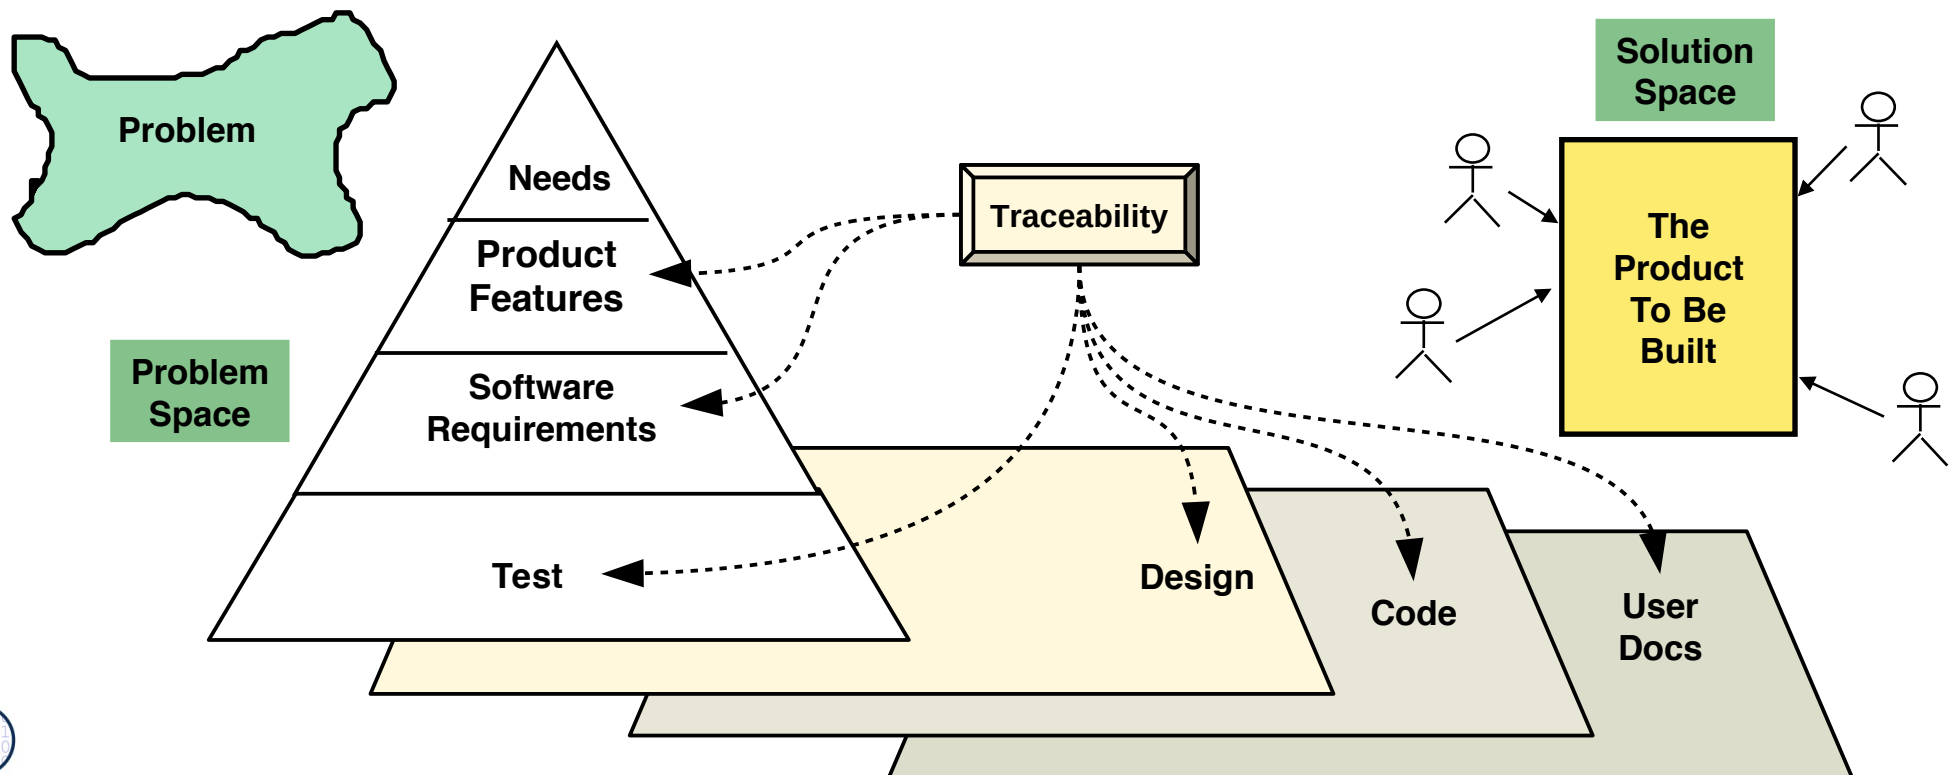 Problem
Needs
Product
Features
Software
Requirements
Test
Problem
Space
Traceability
Design
Code
User
Docs
Solution
Space
The
Product
To Be
Built